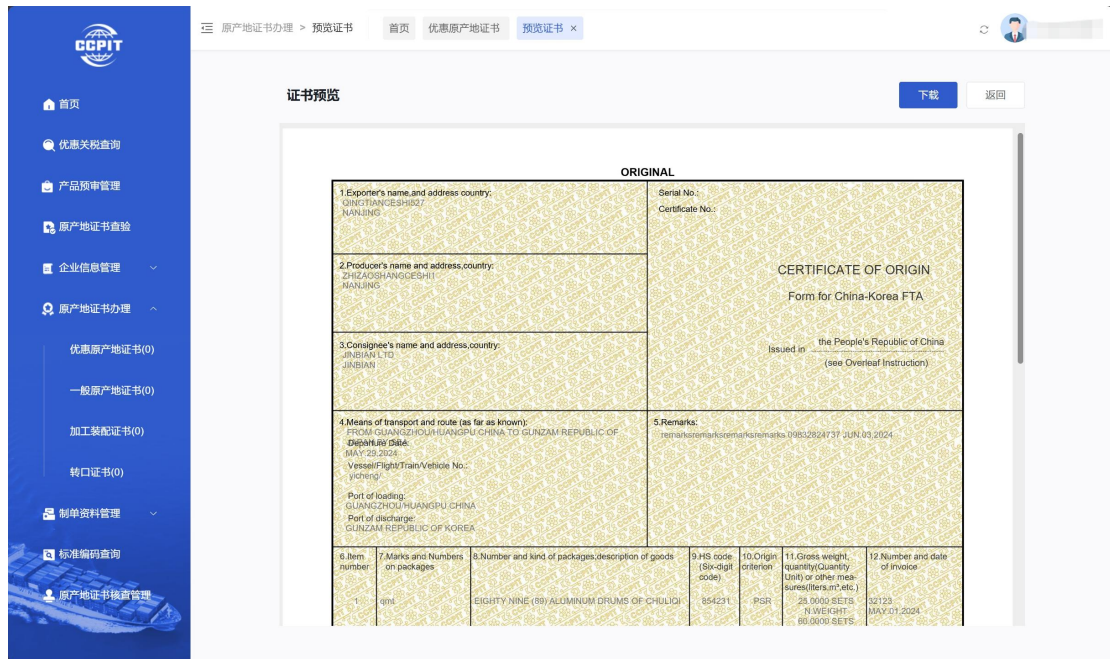 CCPIT
首页
优惠关税查询
产品预审管理
原产地证书查验
企业信息管理
原产地证书办理
优惠原产地证书(0)
一般原产地证书(0)
加工装配证书(0)
转口证书(0)
制单资料管理
标准编码查询
原产地证书核查管理
原产地证书办理 > 预览证书
首页 优惠原产地证书 预览证书 ×
证书预览
下载 返回
ORIGINAL
1.Exporter's name,and address country:
QINGTIANCESHI527
NANJING
Serial No.:
Certificate No.:
2.Producer's name and address,country:
ZHIZAOSHANGCESHI1
NANJING
CERTIFICATE OF ORIGIN
Form for China-Korea FTA
3.Consignee's name and address,country:
JINBIAN LTD
JINBIAN
Issued in the People's Republic of China
(see Overleaf Instruction)
4.Means of transport and route (as far as known):
FROM GUANGZHOU/HUANGPU CHINA TO GUNZAM REPUBLIC OF
Departure Date:
MAY 29,2024
Vessel/Flight/Train/Vehicle No.:
yicheng/
Port of loading:
GUANGZHOU/HUANGPU CHINA
Port of discharge:
GUNZAM REPUBLIC OF KOREA
5.Remarks:
remarksremarksremarksremarks 09832824737 JUN.03,2024
6.Item number
7.Marks and Numbers on packages
8.Number and kind of packages;description of goods
9.HS code (Six-digit code)
10.Origin criterion
11.Gross weight, quantity(Quantity Unit) or other mea-sures(liters,m³,etc.)
12.Number and date of invoice
1
qmt
EIGHTY NINE (89) ALUMINUM DRUMS OF CHULIQI
854231
PSR
25.0000 SETS
N.WEIGHT
60.0000 SETS
32123
MAY.01,2024